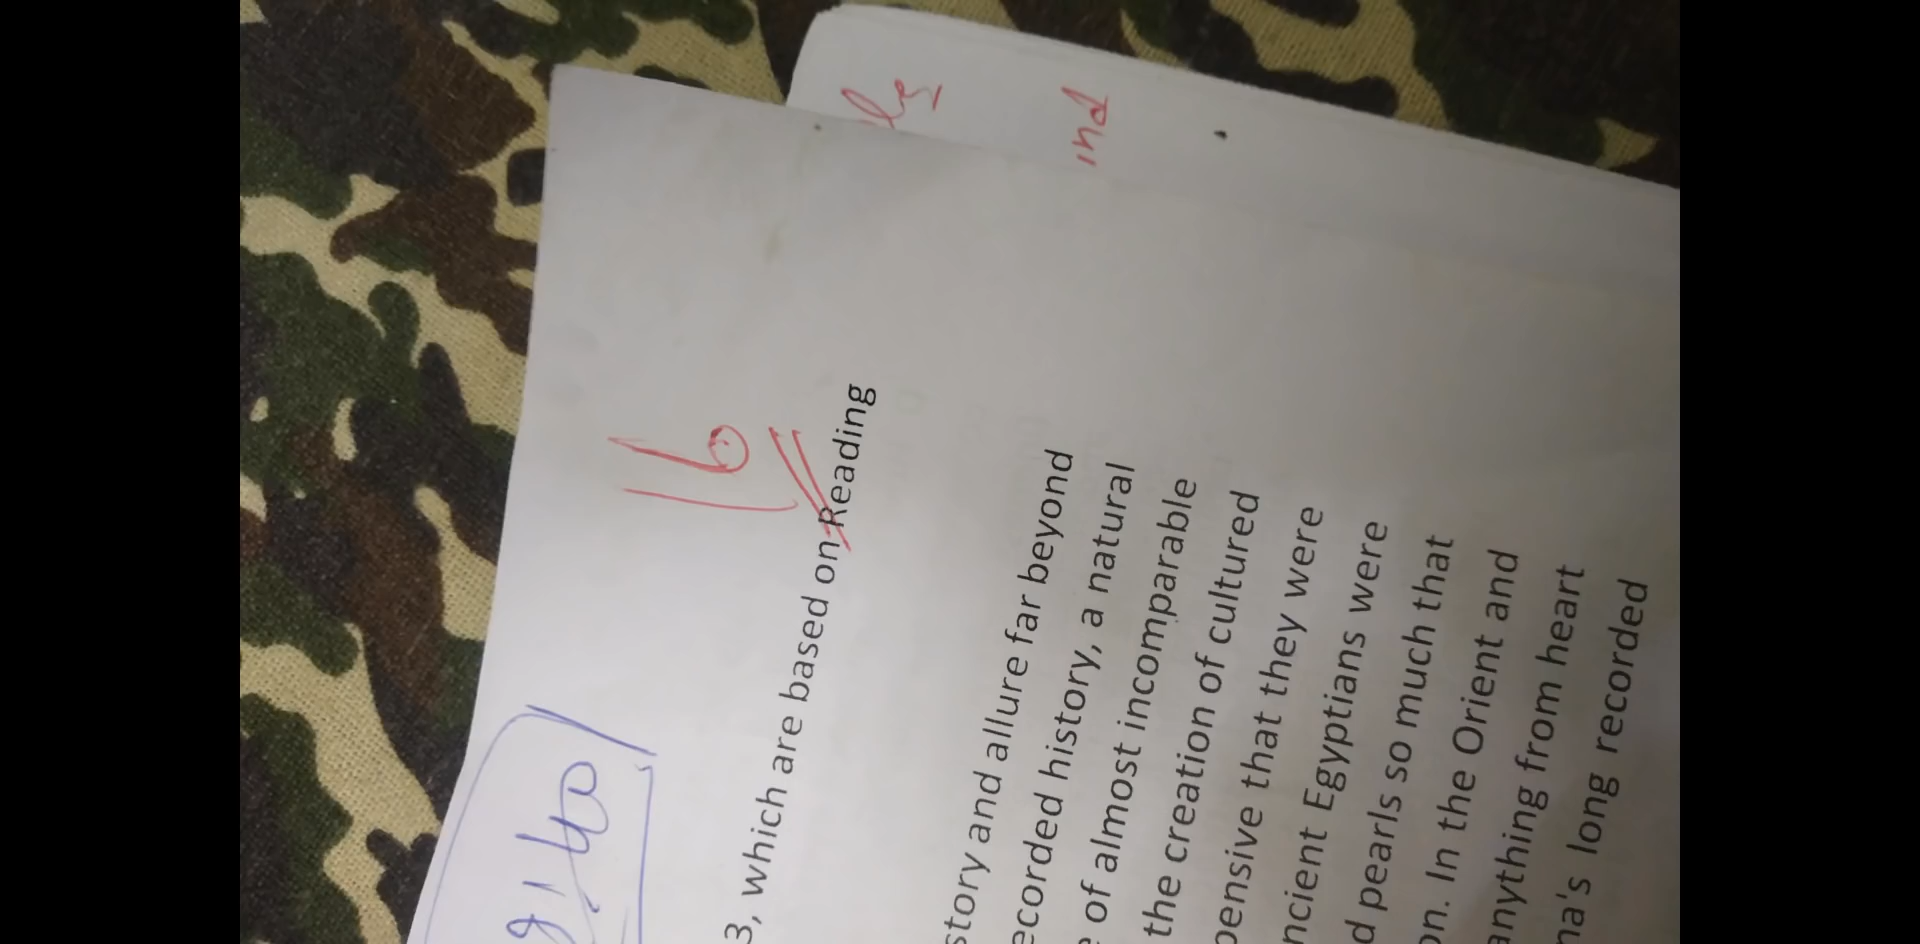 16
3, which are based on Reading
story and allure far beyond
ecorded history, a natural
of almost incomparable
the creation of cultured
pensive that they were
ncient Egyptians were
d pearls so much that
on. In the Orient and
anything from heart
na's long recorded
ind